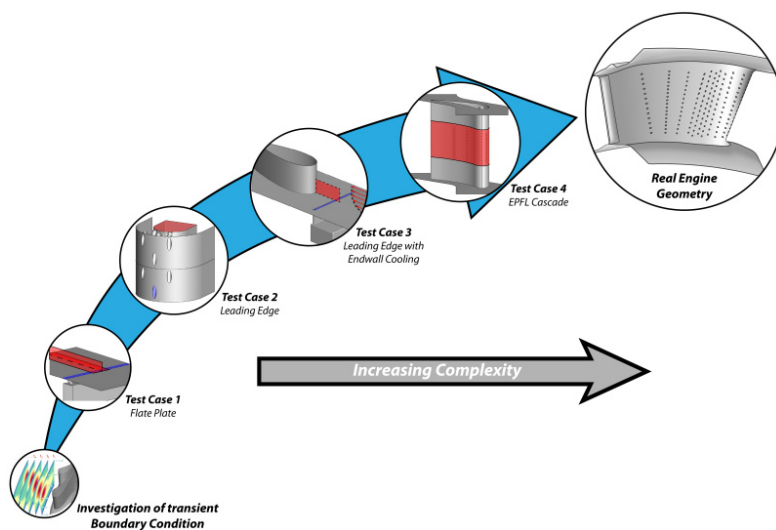 Real Engine
Geometry
Test Case 4
EPFL Cascade
Test Case 3
Leading Edge with
Endwall Cooling
Test Case 2
Leading Edge
Increasing Complexity
Test Case 1
Flate Plate
Investigation of transient
Boundary Condition